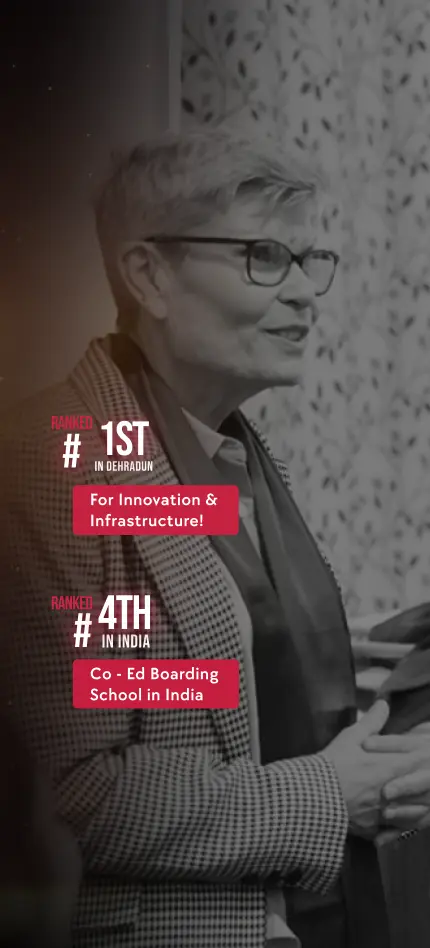 RANKED
# 1ST
IN DEHRADUN
For Innovation &
Infrastructure!
RANKED
# 4TH
IN INDIA
Co - Ed Boarding
School in India